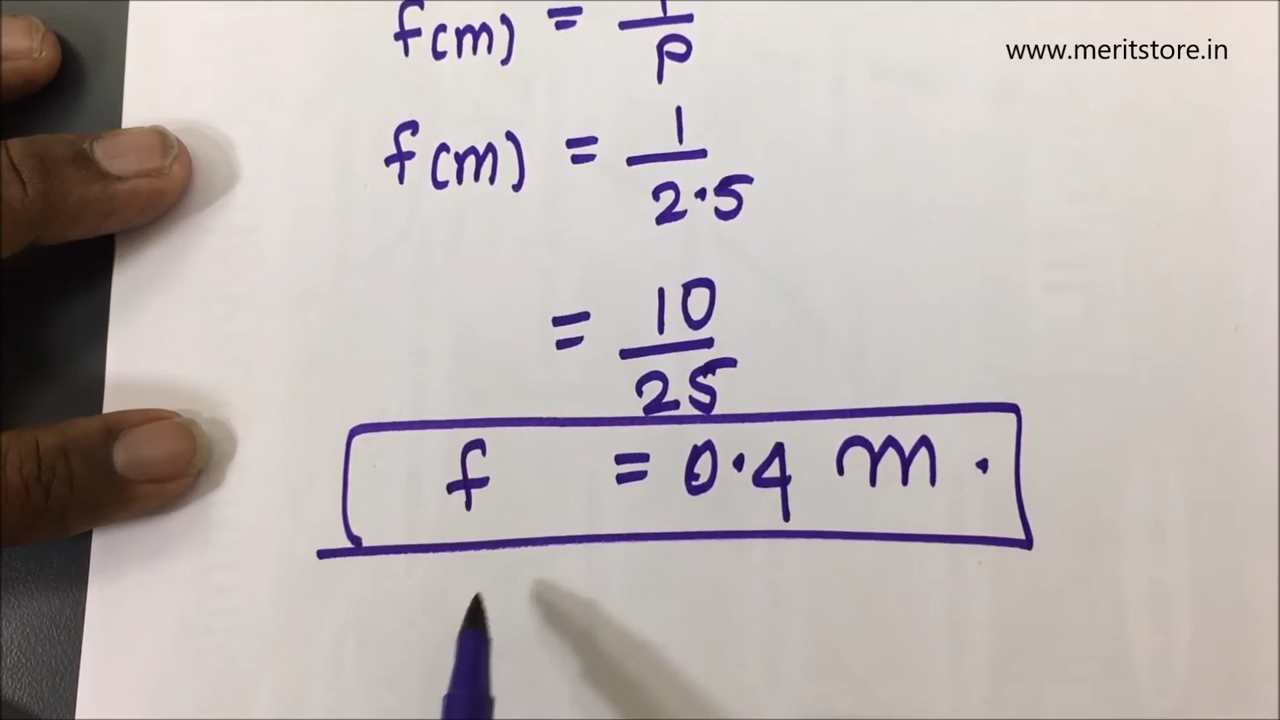 f(m) = 1/P
www.meritstore.in
f(m) = 1/2.5
= 10/25
f = 0.4 m.